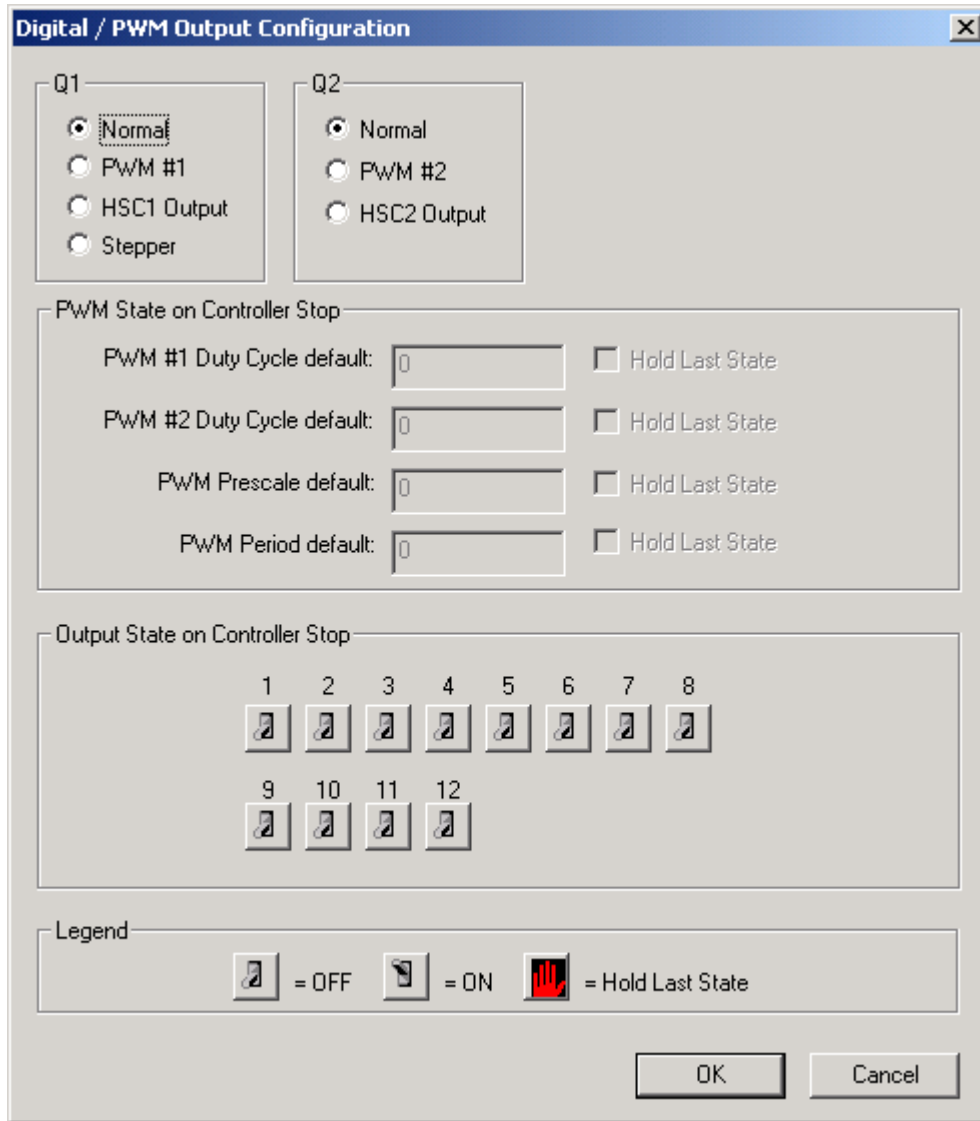 Digital / PWM Output Configuration
Q1
Normal
PWM #1
HSC1 Output
Stepper
Q2
Normal
PWM #2
HSC2 Output
PWM State on Controller Stop
PWM #1 Duty Cycle default: 0 Hold Last State
PWM #2 Duty Cycle default: 0 Hold Last State
PWM Prescale default: 0 Hold Last State
PWM Period default: 0 Hold Last State
Output State on Controller Stop
1 2 3 4 5 6 7 8
9 10 11 12
Legend
= OFF = ON = Hold Last State
OK Cancel